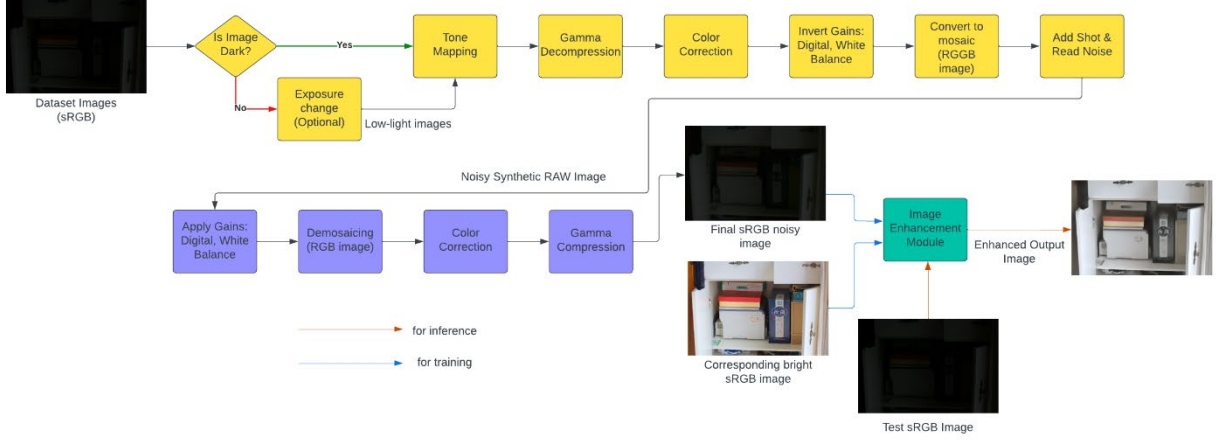 Dataset Images
(sRGB)
Is Image
Dark?
Yes
No
Exposure
change
(Optional)
Low-light images
Tone
Mapping
Gamma
Decompression
Color
Correction
Invert Gains:
Digital, White
Balance
Convert to
mosaic
(RGGB
image)
Add Shot &
Read Noise
Noisy Synthetic RAW Image
Apply Gains:
Digital, White
Balance
Demosaicing
(RGB image)
Color
Correction
Gamma
Compression
Final sRGB noisy
image
Corresponding bright
sRGB image
Image
Enhancement
Module
Enhanced Output
Image
Test sRGB Image
for inference
for training